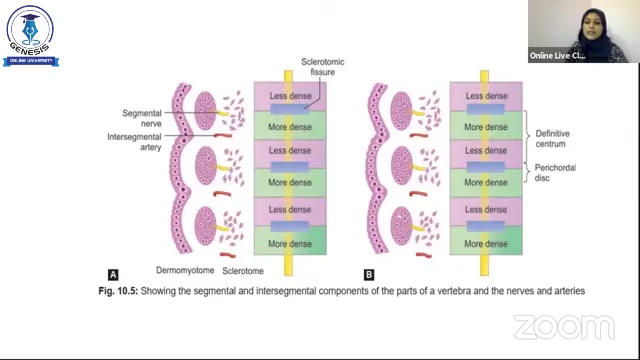 GENESIS
ONLINE UNIVERSITY
Online Live Cl...
Sclerotomic
fissure
Segmental
nerve
Intersegmental
artery
Less dense
More dense
Less dense
More dense
Less dense
More dense
Less dense
More dense
Less dense
More dense
Less dense
More dense
Definitive
centrum
Perichordal
disc
A
Dermomyotome
Sclerotome
B
Fig. 10.5: Showing the segmental and intersegmental components of the parts of a vertebra and the nerves and arteries
zoom